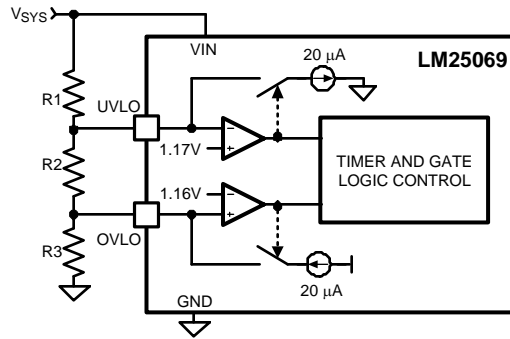 VSYS
VIN
LM25069
20 μA
R1
UVLO
1.17V
R2
TIMER AND GATE
LOGIC CONTROL
1.16V
OVLO
R3
20 μA
GND